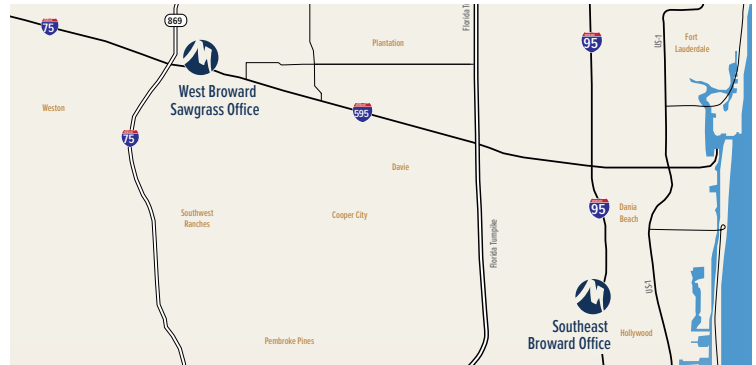 75
869
Florida Tu
95
US-1
Fort
Lauderdale
Plantation
West Broward
Sawgrass Office
Weston
595
75
Davie
Southwest
Ranches
Cooper City
95
Dania
Beach
Florida Turnpike
US-1
Southeast
Broward Office
Hollywood
Pembroke Pines